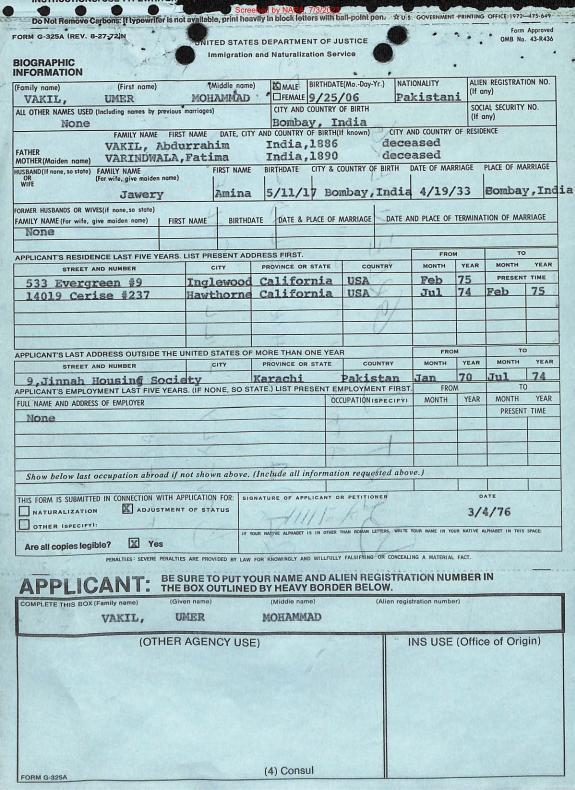 Screened by NARA, 7/3/2023
Do Not Remove Carbons: If typewriter is not available, print heavily in block letters with ball-point pen. ☆ U.S. GOVERNMENT PRINTING OFFICE: 1972—475-649
FORM G-325A (REV. 8-27-72)N
Form Approved
OMB No. 43-R436
UNITED STATES DEPARTMENT OF JUSTICE
Immigration and Naturalization Service
BIOGRAPHIC
INFORMATION
(Family name) (First name) (Middle name) ☒ MALE BIRTHDATE (Mo.-Day-Yr.) NATIONALITY ALIEN REGISTRATION NO. (If any)
VAKIL, UMER MOHAMMAD ☐ FEMALE 9/25/06 Pakistani
ALL OTHER NAMES USED (Including names by previous marriages) CITY AND COUNTRY OF BIRTH SOCIAL SECURITY NO. (If any)
None Bombay, India
FAMILY NAME FIRST NAME DATE, CITY AND COUNTRY OF BIRTH (If known) CITY AND COUNTRY OF RESIDENCE
FATHER VAKIL, Abdurrahim India,1886 deceased
MOTHER (Maiden name) VARINDWALA,Fatima India,1890 deceased
HUSBAND (If none, so state) OR WIFE FAMILY NAME (For wife, give maiden name) FIRST NAME BIRTHDATE CITY & COUNTRY OF BIRTH DATE OF MARRIAGE PLACE OF MARRIAGE
Jawery Amina 5/11/17 Bombay,India 4/19/33 Bombay,India
FORMER HUSBANDS OR WIVES (if none, so state)
FAMILY NAME (For wife, give maiden name) FIRST NAME BIRTHDATE DATE & PLACE OF MARRIAGE DATE AND PLACE OF TERMINATION OF MARRIAGE
None
APPLICANT'S RESIDENCE LAST FIVE YEARS. LIST PRESENT ADDRESS FIRST. FROM TO
STREET AND NUMBER CITY PROVINCE OR STATE COUNTRY MONTH YEAR MONTH YEAR
533 Evergreen #9 Inglewood California USA Feb 75 PRESENT TIME
14019 Cerise #237 Hawthorne California USA Jul 74 Feb 75
APPLICANT'S LAST ADDRESS OUTSIDE THE UNITED STATES OF MORE THAN ONE YEAR FROM TO
STREET AND NUMBER CITY PROVINCE OR STATE COUNTRY MONTH YEAR MONTH YEAR
9,Jinnah Housing Society Karachi Pakistan Jan 70 Jul 74
APPLICANT'S EMPLOYMENT LAST FIVE YEARS. (IF NONE, SO STATE.) LIST PRESENT EMPLOYMENT FIRST FROM TO
FULL NAME AND ADDRESS OF EMPLOYER OCCUPATION (SPECIFY) MONTH YEAR MONTH YEAR
None PRESENT TIME
Show below last occupation abroad if not shown above. (Include all information requested above.)
THIS FORM IS SUBMITTED IN CONNECTION WITH APPLICATION FOR: SIGNATURE OF APPLICANT OR PETITIONER DATE
☐ NATURALIZATION ☒ ADJUSTMENT OF STATUS 3/4/76
☐ OTHER (SPECIFY):
IF YOUR NATIVE ALPHABET IS IN OTHER THAN ROMAN LETTERS, WRITE YOUR NAME IN YOUR NATIVE ALPHABET IN THIS SPACE:
Are all copies legible? ☒ Yes
PENALTIES: SEVERE PENALTIES ARE PROVIDED BY LAW FOR KNOWINGLY AND WILLFULLY FALSIFYING OR CONCEALING A MATERIAL FACT.
APPLICANT: BE SURE TO PUT YOUR NAME AND ALIEN REGISTRATION NUMBER IN
THE BOX OUTLINED BY HEAVY BORDER BELOW.
COMPLETE THIS BOX (Family name) (Given name) (Middle name) (Alien registration number)
VAKIL, UMER MOHAMMAD
(OTHER AGENCY USE) INS USE (Office of Origin)
(4) Consul
FORM G-325A